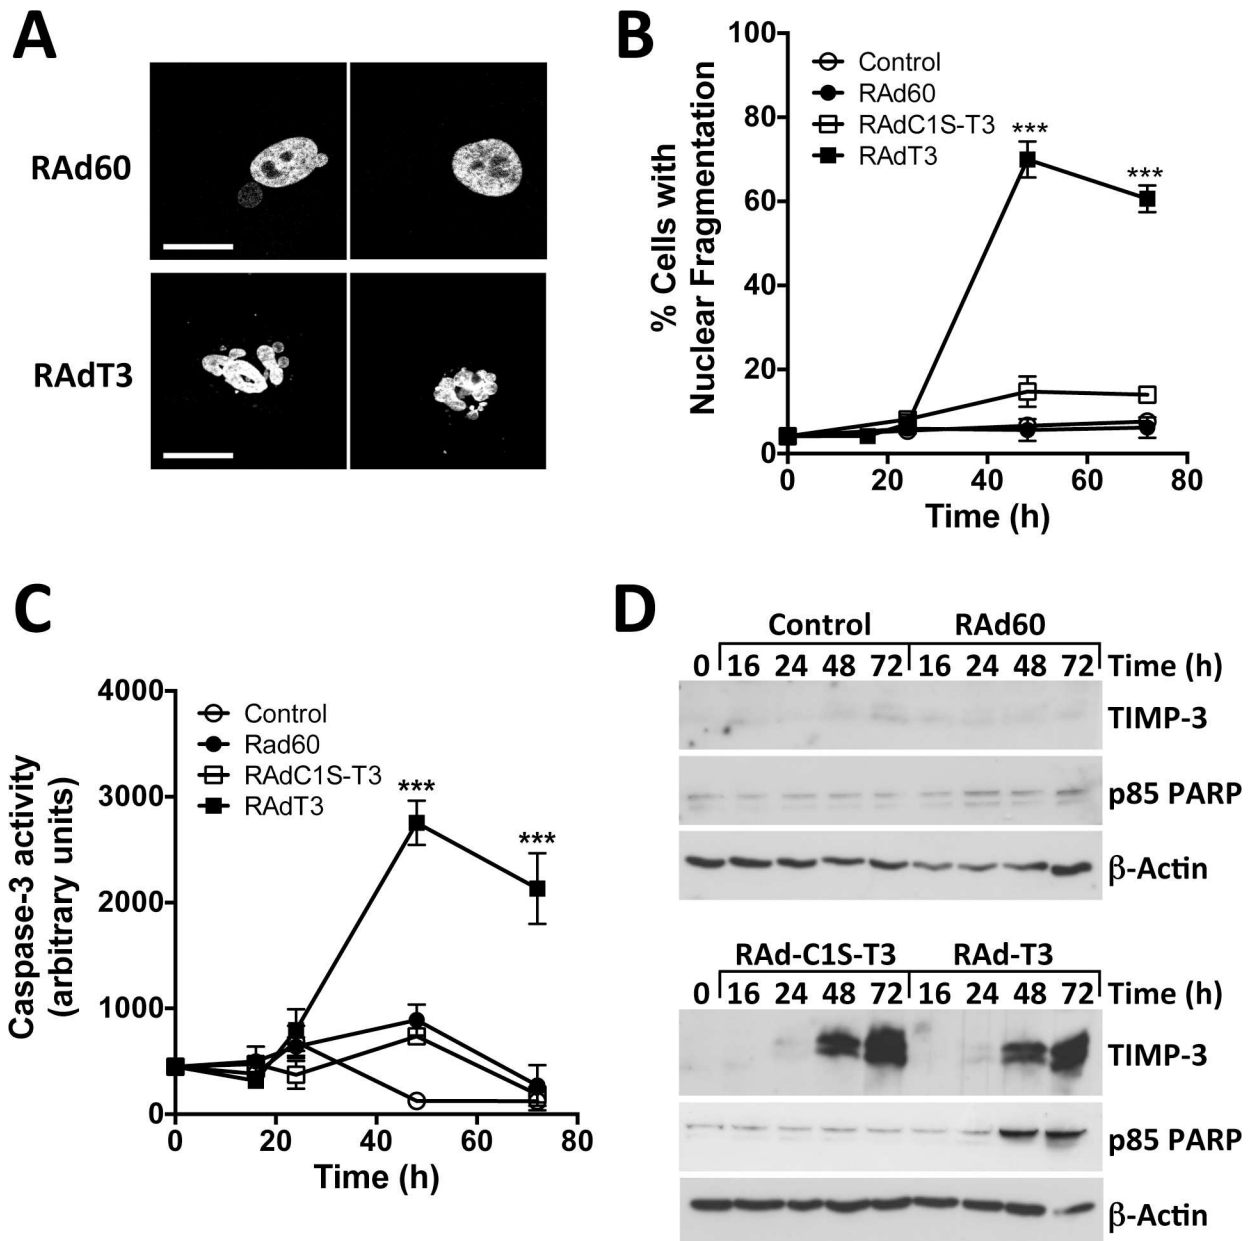 A
RAd60
RAdT3
B
% Cells with
Nuclear Fragmentation
100
80
60
40
20
0
Control
RAd60
RAdC1S-T3
RAdT3
***
***
0 20 40 60 80
Time (h)
C
Caspase-3 activity
(arbitrary units)
4000
3000
2000
1000
0
Control
Rad60
RAdC1S-T3
RAdT3
***
***
0 20 40 60 80
Time (h)
D
Control RAd60
0 16 24 48 72 16 24 48 72 Time (h)
TIMP-3
p85 PARP
β-Actin
RAd-C1S-T3 RAd-T3
0 16 24 48 72 16 24 48 72 Time (h)
TIMP-3
p85 PARP
β-Actin